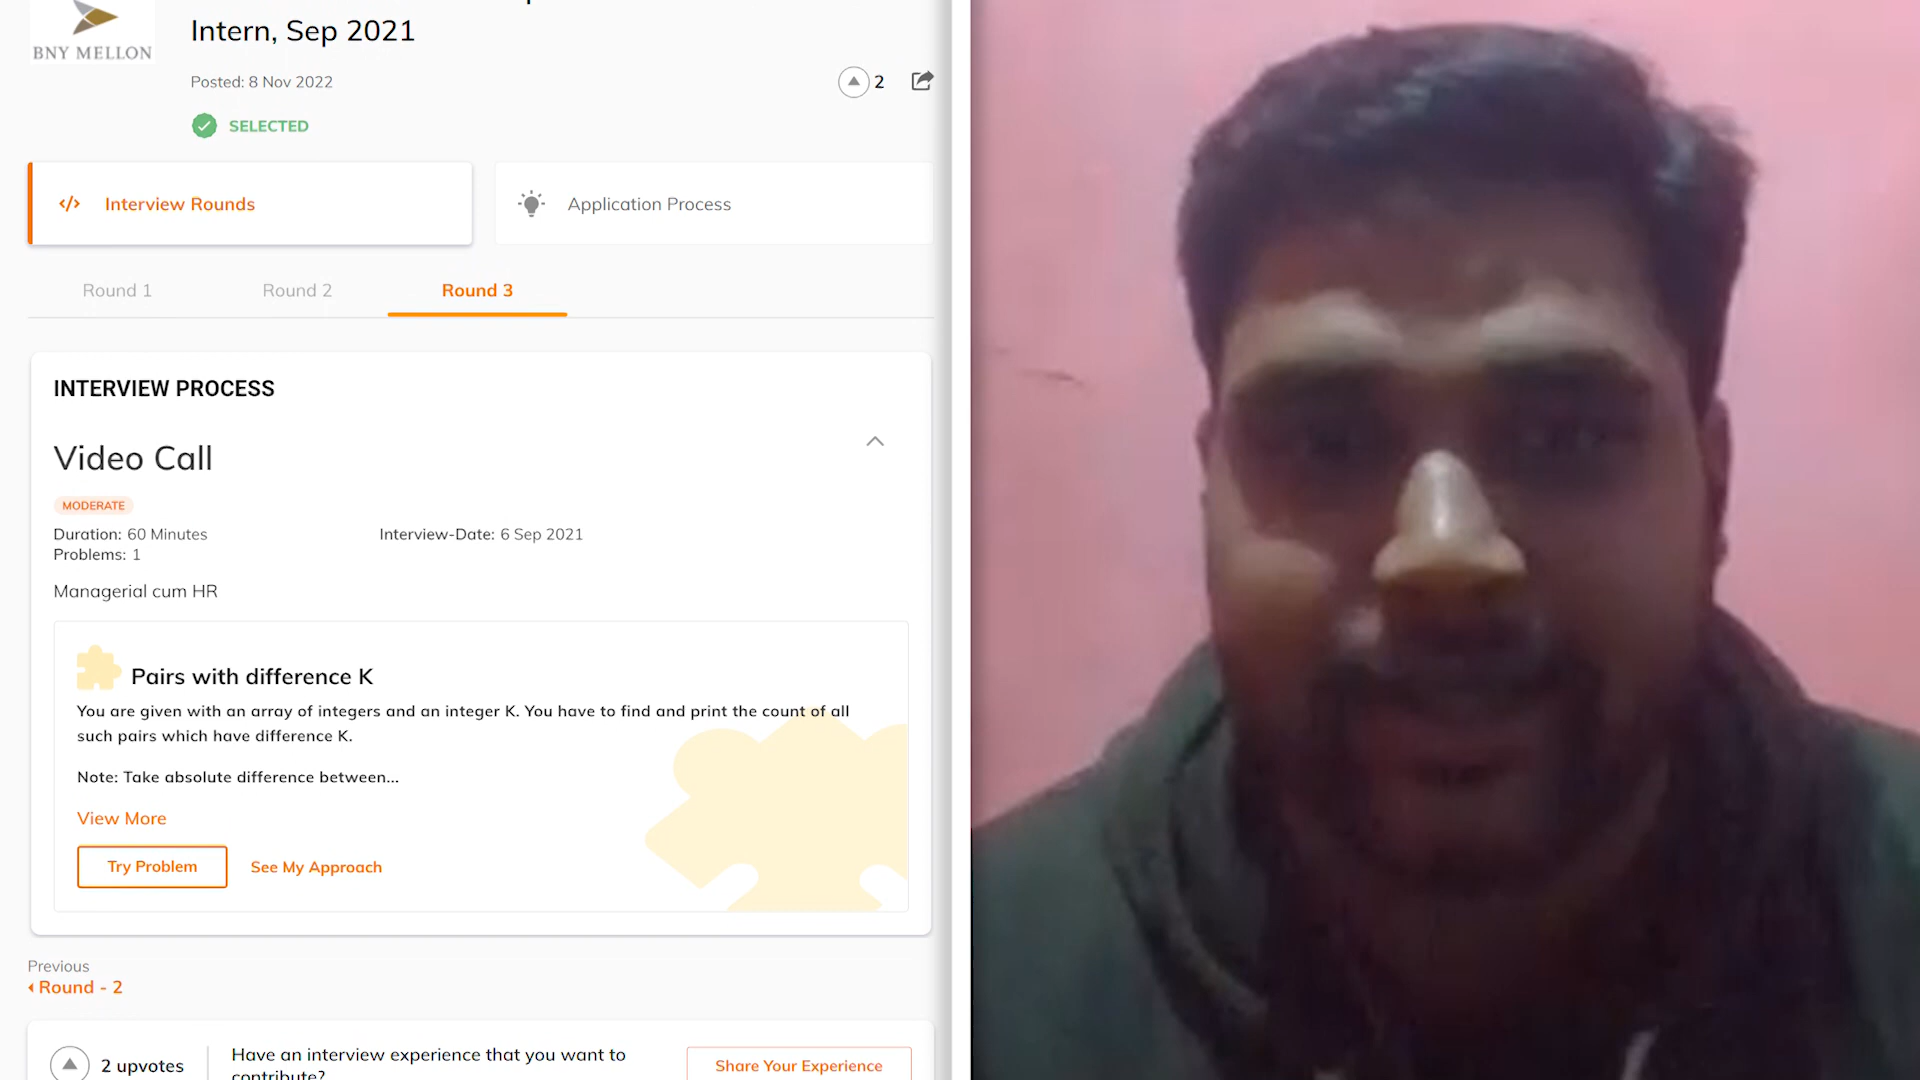 BNY MELLON
Intern, Sep 2021
Posted: 8 Nov 2022
2
SELECTED
Interview Rounds
Application Process
Round 1
Round 2
Round 3
INTERVIEW PROCESS
Video Call
MODERATE
Duration: 60 Minutes
Interview-Date: 6 Sep 2021
Problems: 1
Managerial cum HR
Pairs with difference K
You are given with an array of integers and an integer K. You have to find and print the count of all
such pairs which have difference K.
Note: Take absolute difference between...
View More
Try Problem
See My Approach
Previous
Round - 2
2 upvotes
Have an interview experience that you want to
contribute?
Share Your Experience